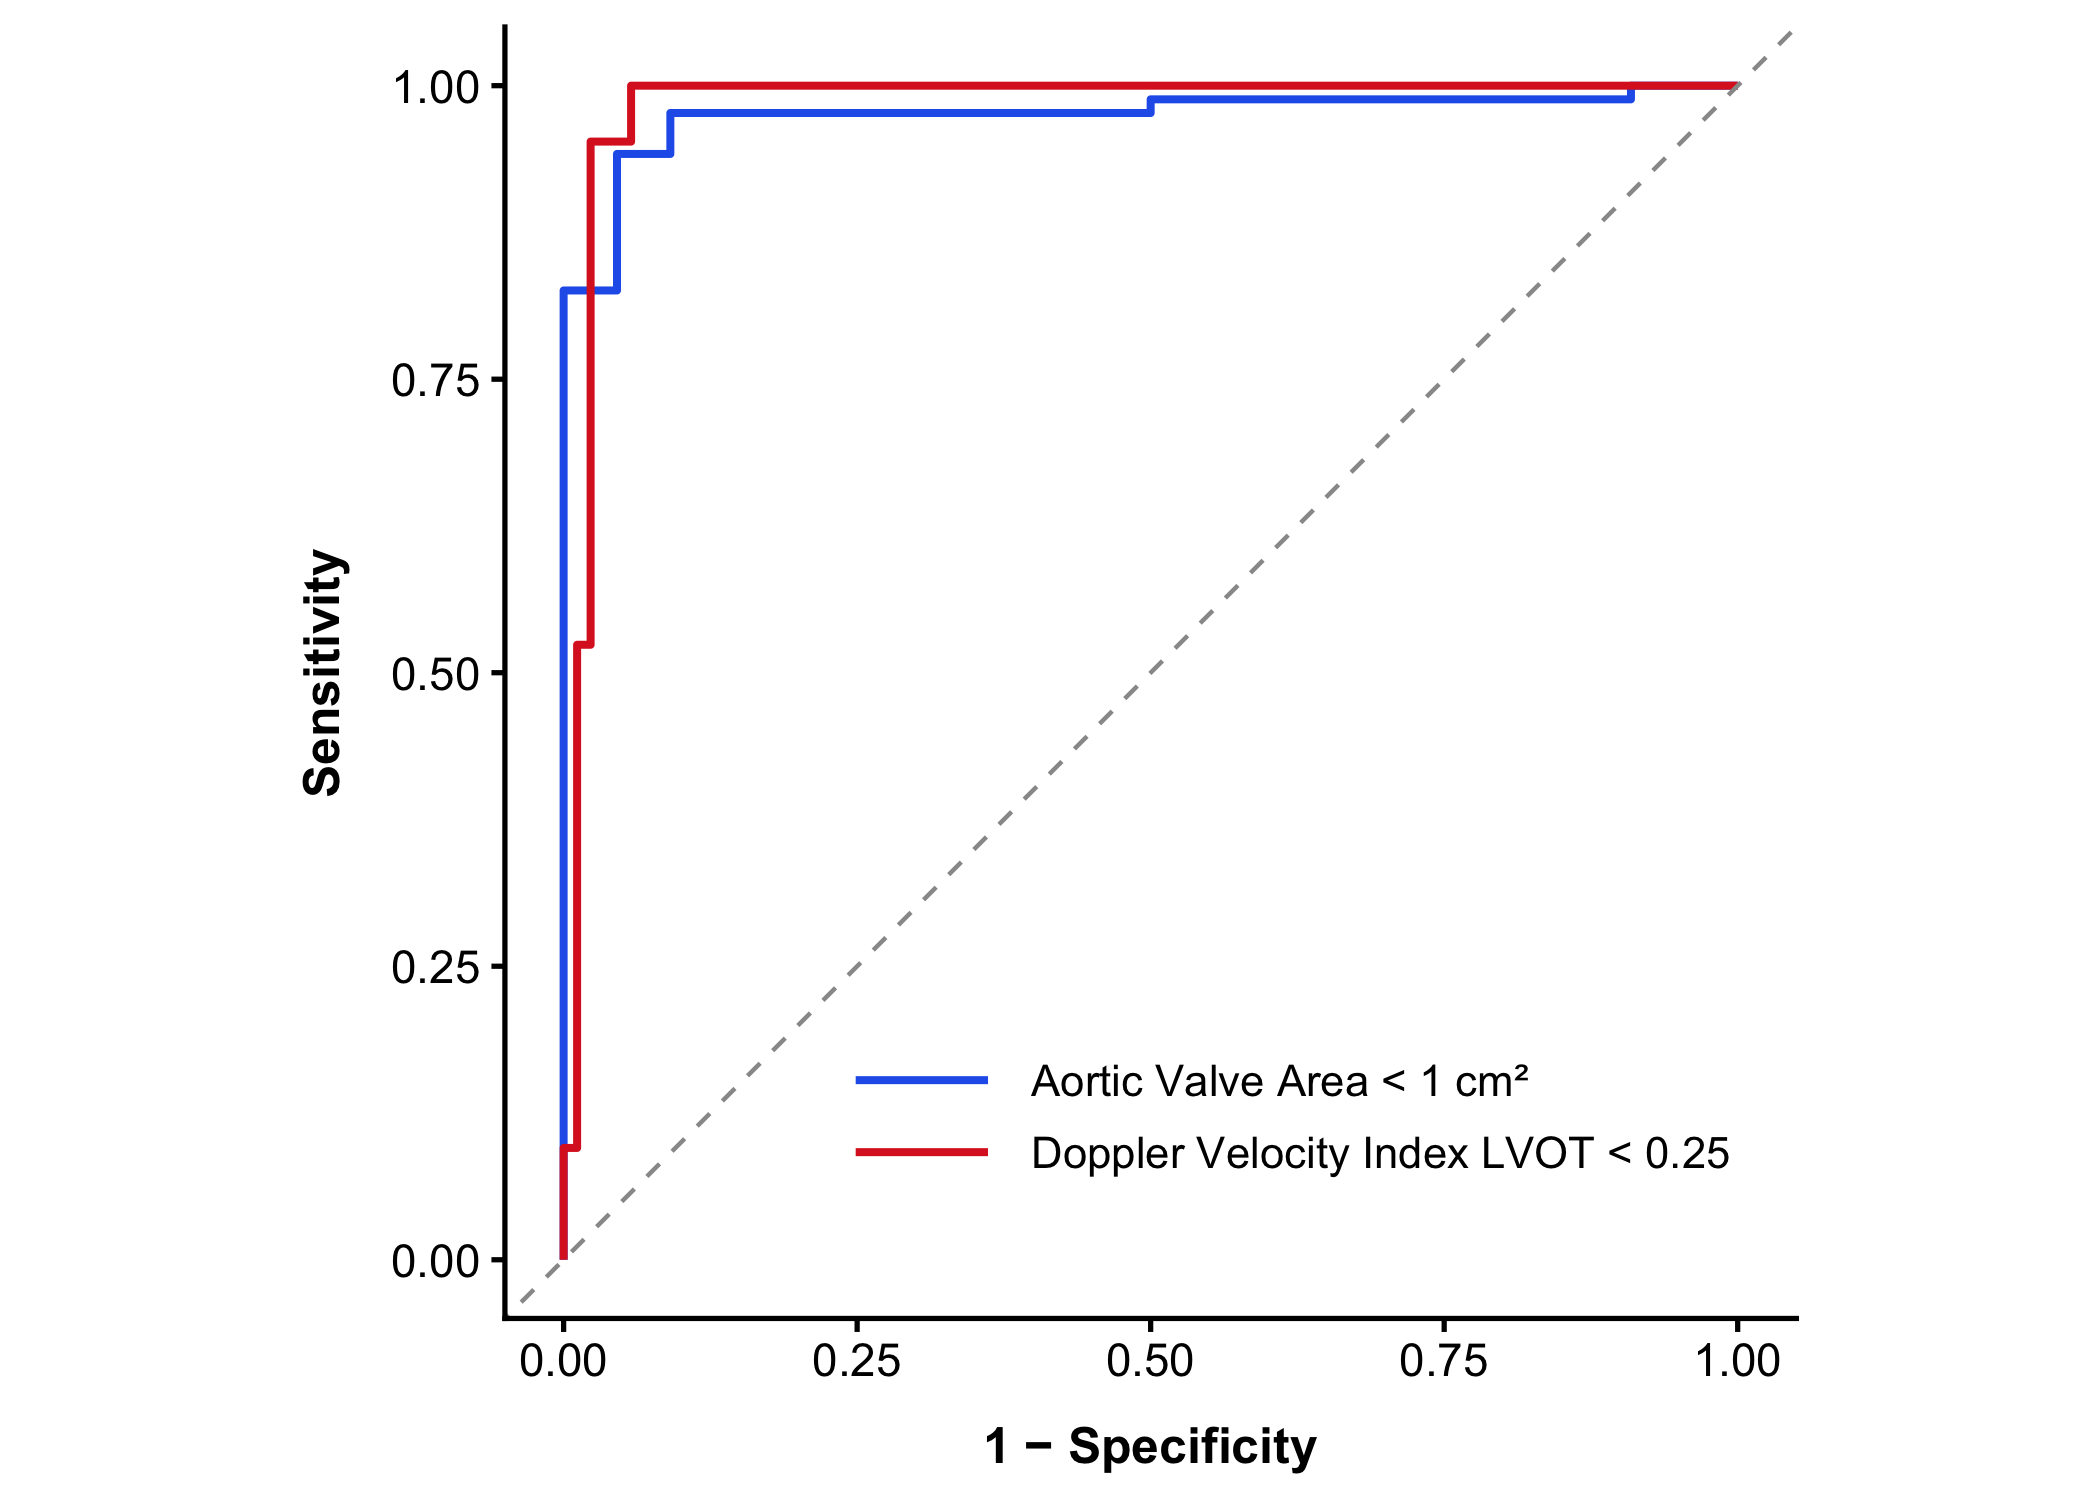 1.00
0.75
0.50
0.25
0.00
Sensitivity
Aortic Valve Area < 1 cm²
Doppler Velocity Index LVOT < 0.25
0.00 0.25 0.50 0.75 1.00
1 − Specificity